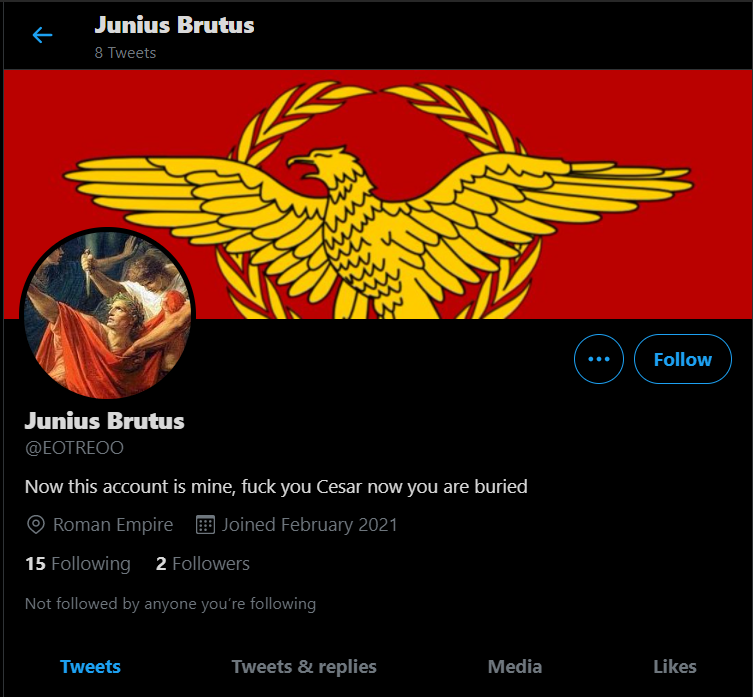 Junius Brutus
8 Tweets
Follow
Junius Brutus
@EOTREOO
Now this account is mine, fuck you Cesar now you are buried
Roman Empire Joined February 2021
15 Following 2 Followers
Not followed by anyone you’re following
Tweets Tweets & replies Media Likes